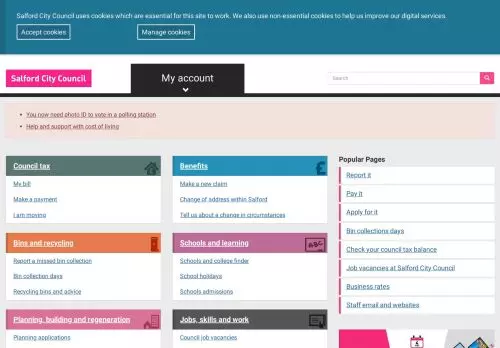 Salford City Council uses cookies which are essential for this site to work. We also use non-essential cookies to help us improve our digital services.
Accept cookies
Manage cookies
Salford City Council
My account
Search
You now need photo ID to vote in a polling station
Help and support with cost of living
Council tax
My bill
Make a payment
I am moving
Benefits
£
Make a new claim
Change of address within Salford
Tell us about a change in circumstances
Bins and recycling
Report a missed bin collection
Bin collection days
Recycling bins and advice
Schools and learning
ABC
Schools and college finder
School holidays
Schools admissions
Planning, building and regeneration
Planning applications
Jobs, skills and work
Council job vacancies
Popular Pages
Report it
Pay it
Apply for it
Bin collections days
Check your council tax balance
Job vacancies at Salford City Council
Business rates
Staff email and websites